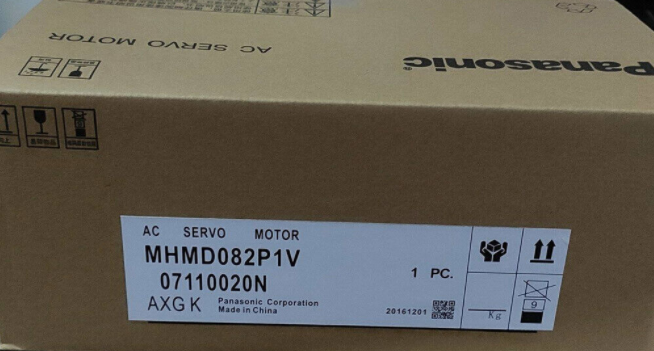 AC SERVO MOTOR
Panasonic
AC SERVO MOTOR
MHMD082P1V
1 PC.
07110020N
AXGK Panasonic Corporation
Made in China
20161201
Kg
9